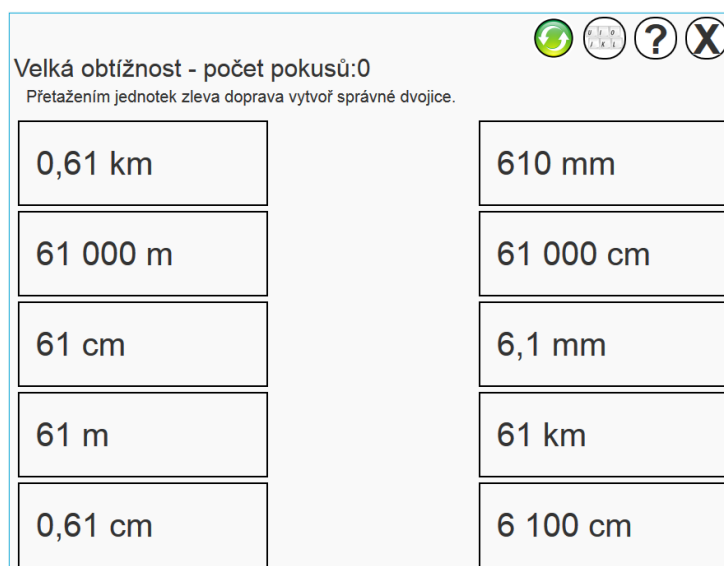 ? X
Velká obtížnost - počet pokusů:0
Přetažením jednotek zleva doprava vytvoř správné dvojice.
0,61 km 610 mm
61 000 m 61 000 cm
61 cm 6,1 mm
61 m 61 km
0,61 cm 6 100 cm